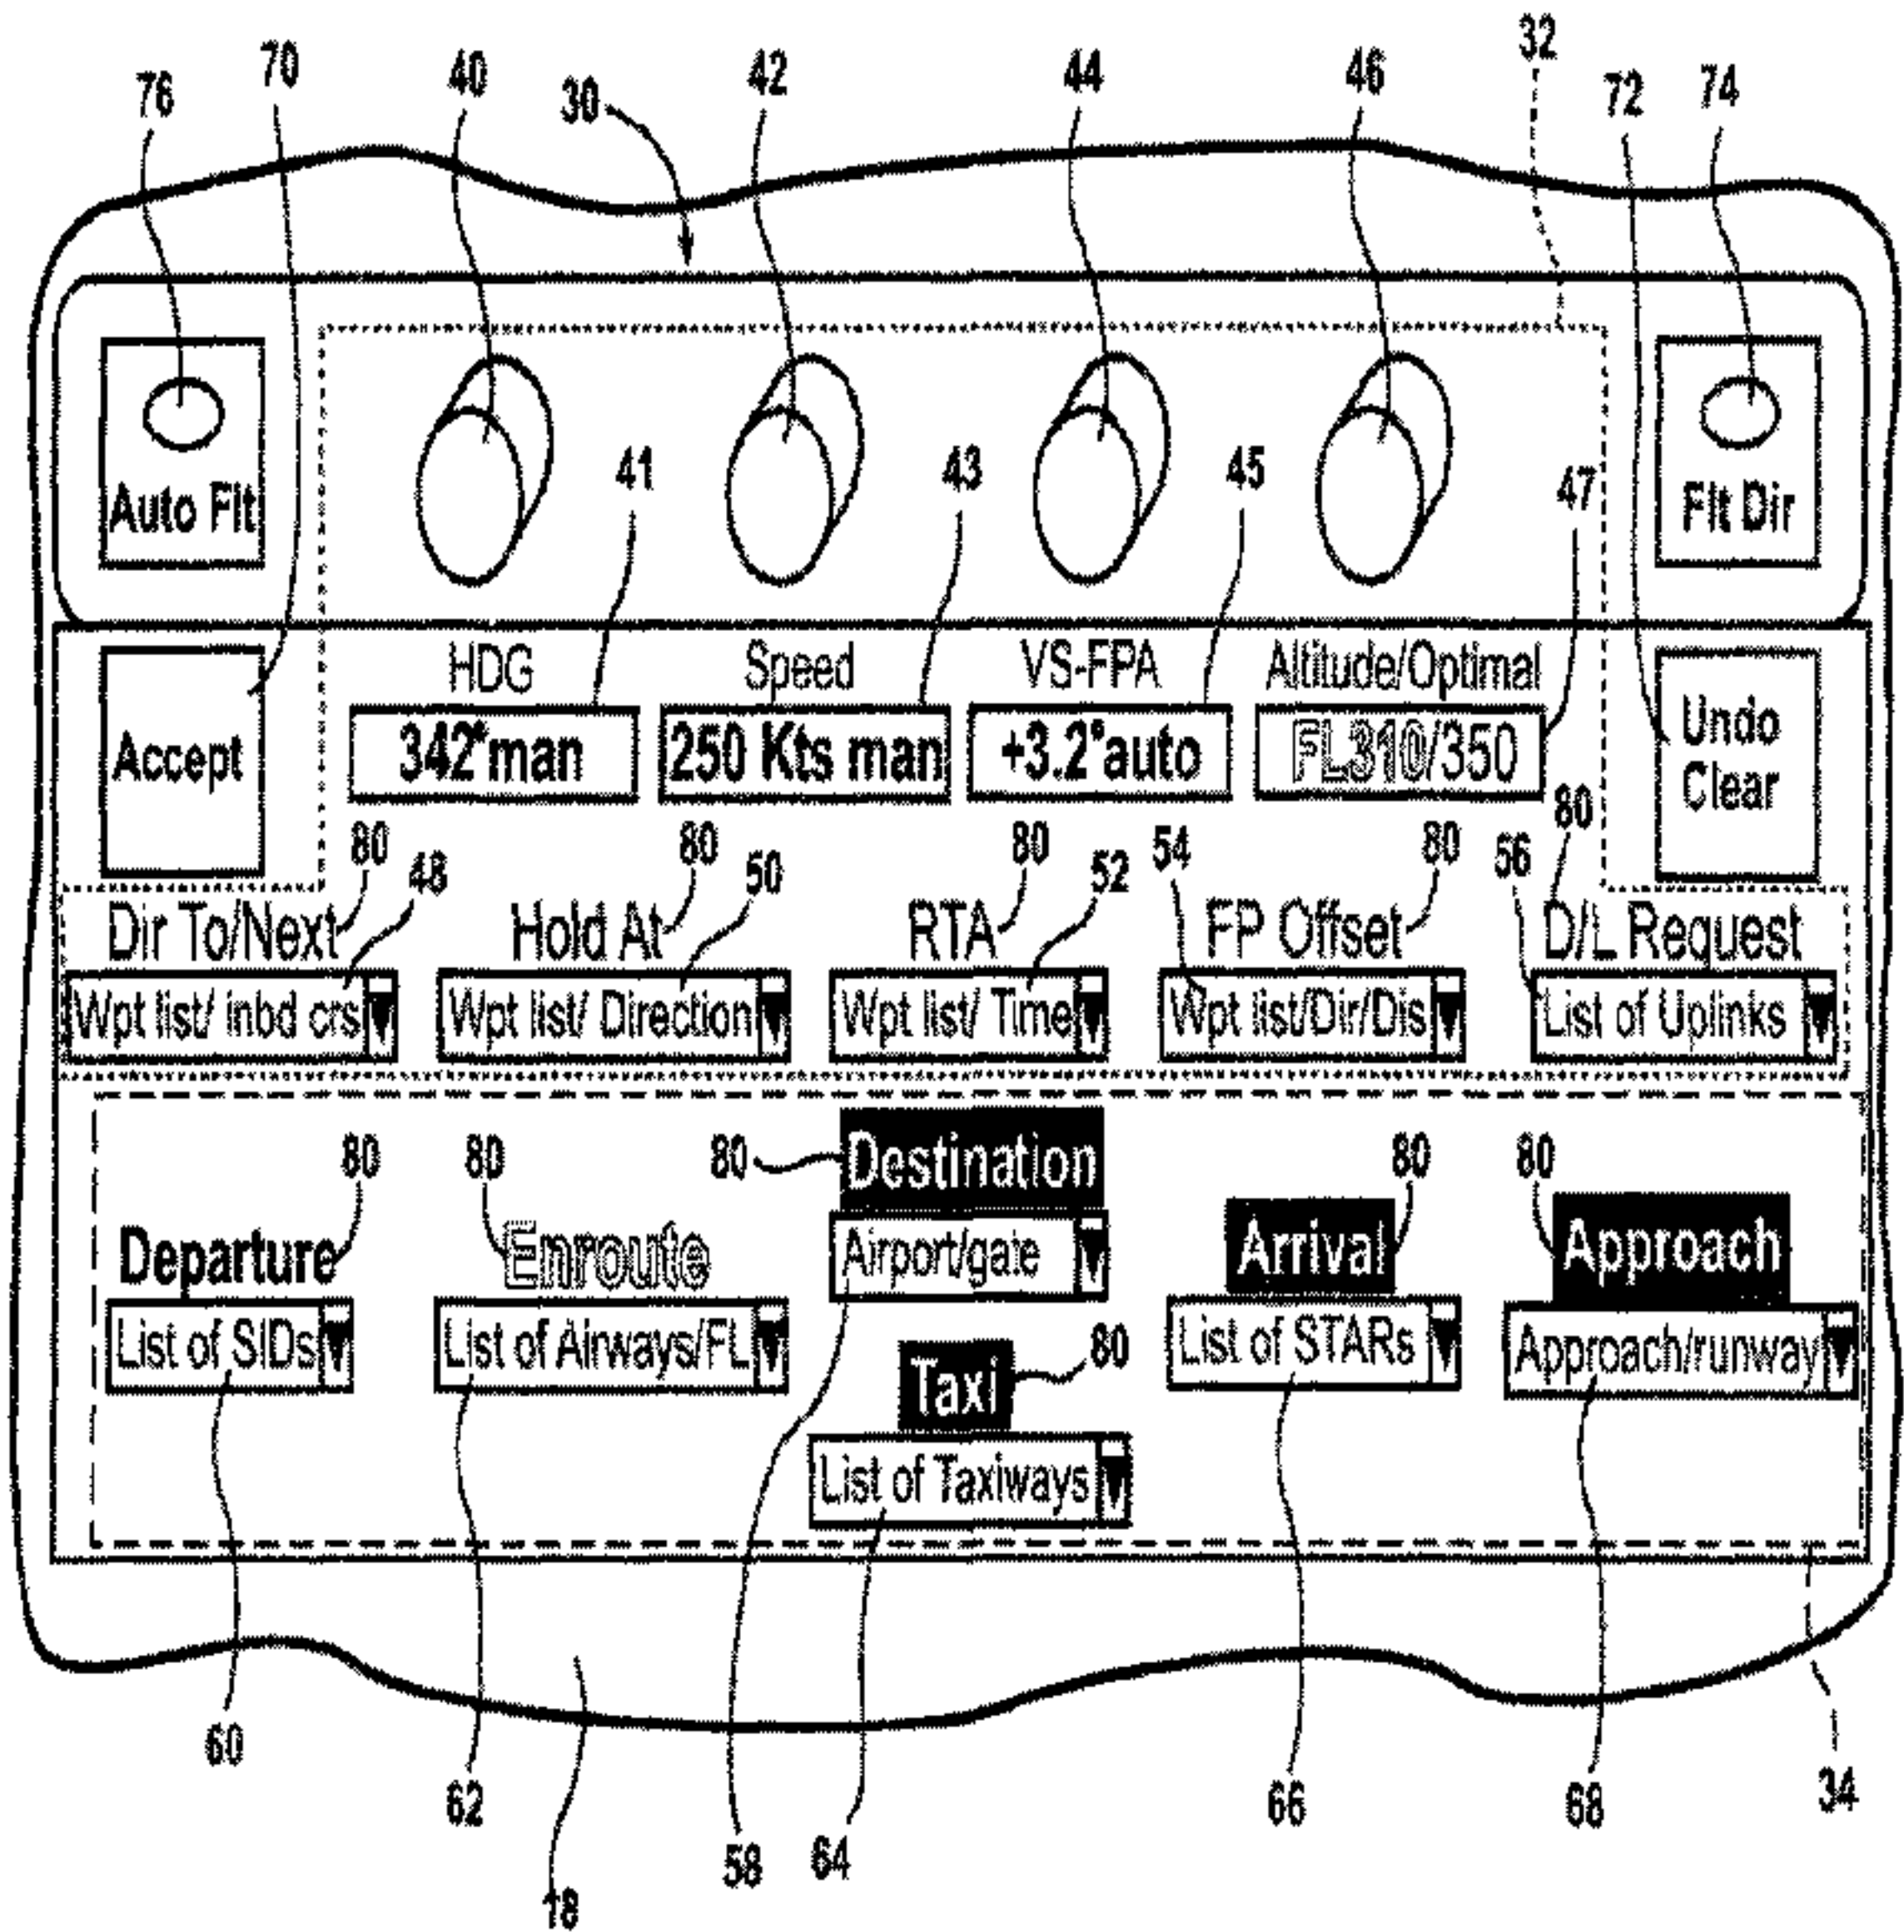 32
70 40 42 44 46
76 30 72 74
41 43 45 47
Auto Flt Flt Dir
HDG Speed VS-FPA Altitude/Optimal
Accept 342°man 250 Kts man +3.2°auto FL310/350 Undo
Clear
80 48 80 50 80 52 54 80 56 80
Dir To/Next Hold At RTA FP Offset D/L Request
Wpt list/ inbd crs Wpt list/ Direction Wpt list/ Time Wpt list/Dir/Dis List of Uplinks
80 80 80 Destination 80 80
Departure Enroute Airport/gate Arrival Approach
List of SIDs List of Airways/FL List of STARs Approach/runway
Taxi 80
List of Taxiways
60 62 58 64 66 68 34
18